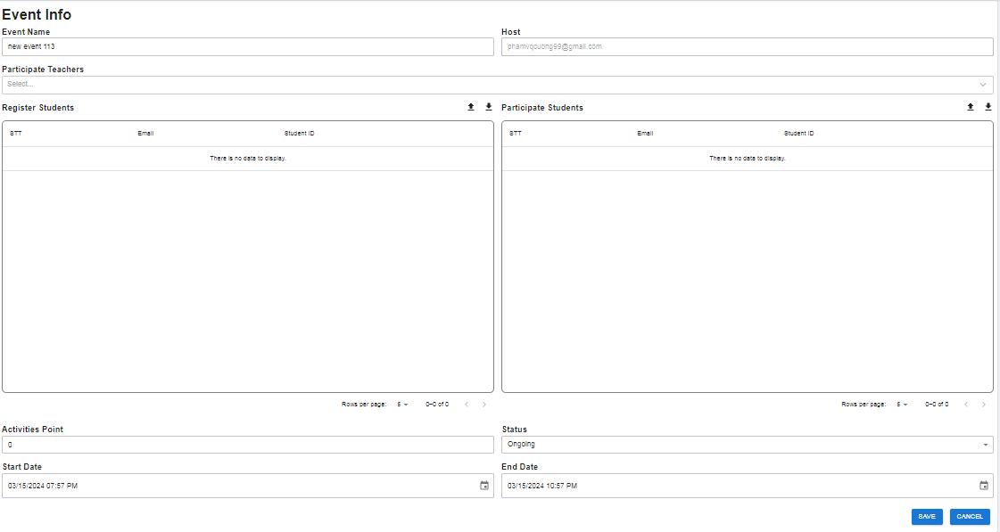 Event Info
Event Name
Host
new event 113
phamvqcuong99@gmail.com
Participate Teachers
Select...
Register Students
Participate Students
STT Email Student ID
STT Email Student ID
There is no data to display.
There is no data to display.
Rows per page: 5 0–0 of 0
Rows per page: 5 0–0 of 0
Activities Point
Status
0
Ongoing
Start Date
End Date
03/15/2024 07:57 PM
03/15/2024 10:57 PM
SAVE CANCEL